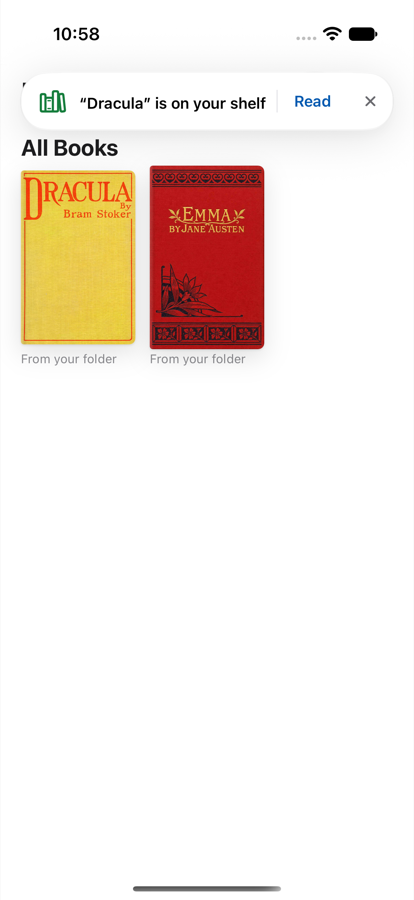 10:58
“Dracula” is on your shelf
Read
All Books
DRACULA
By
Bram Stoker
EMMA
BY JANE AUSTEN
From your folder
From your folder